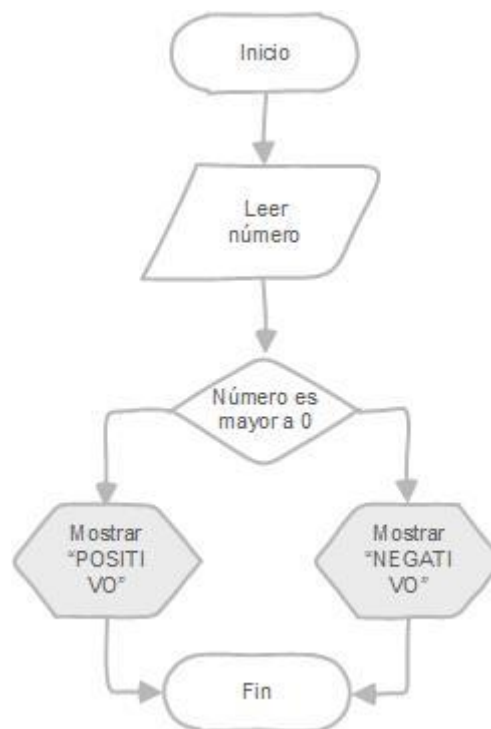 Inicio
Leer
número
Número es
mayor a 0
Mostrar
“POSITI
VO”
Mostrar
“NEGATI
VO”
Fin